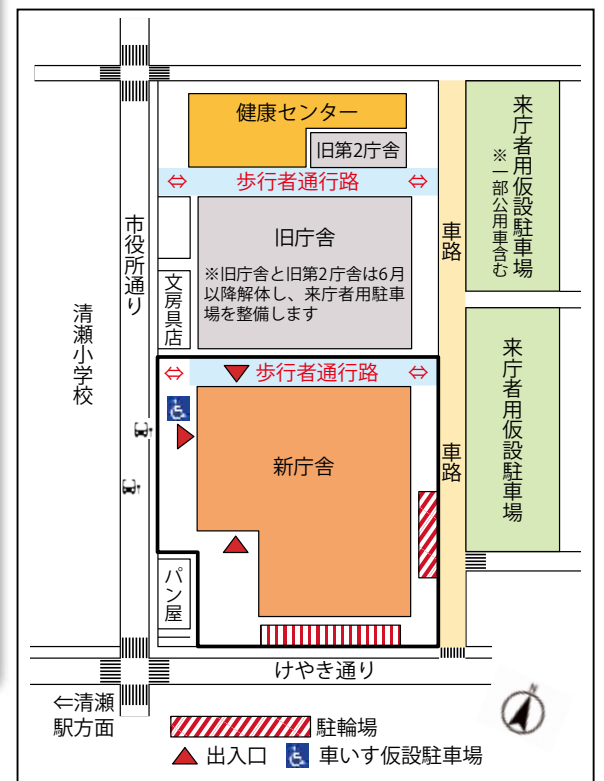 健康センター
旧第2庁舎
⇔ 歩行者通行路 ⇔
旧庁舎
※旧庁舎と旧第2庁舎は6月
以降解体し、来庁者用駐車
場を整備します
来庁者用仮設駐車場
※一部公用車含む
車路
市役所通り
文房具店
清瀬小学校
⇔ 歩行者通行路 ⇔
新庁舎
車路
来庁者用仮設駐車場
パン屋
けやき通り
⇐清瀬
駅方面
駐輪場
出入口
車いす仮設駐車場
N